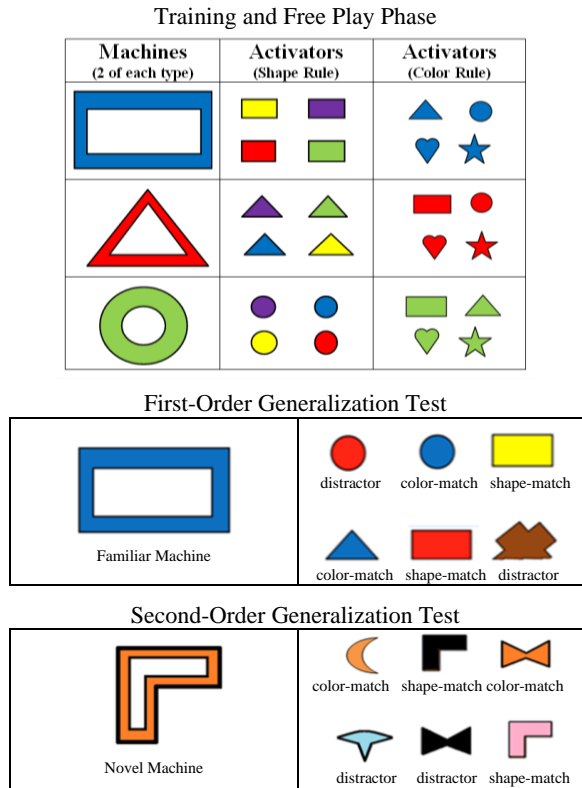 Training and Free Play Phase
Machines Activators Activators
(2 of each type) (Shape Rule) (Color Rule)
First-Order Generalization Test
distractor color-match shape-match
Familiar Machine
color-match shape-match distractor
Second-Order Generalization Test
color-match shape-match color-match
Novel Machine
distractor distractor shape-match